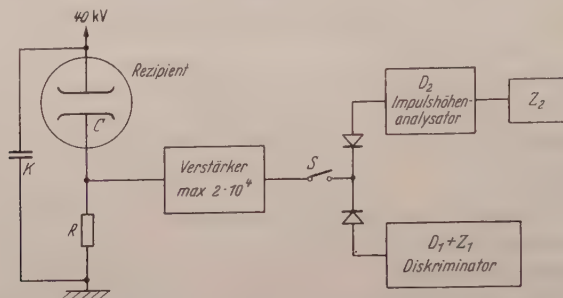 40 kV
Rezipient
C
K
R
Verstärker
max 2·10⁴
S
D₂
Impulshöhen-
analysator
Z₂
D₁+Z₁
Diskriminator